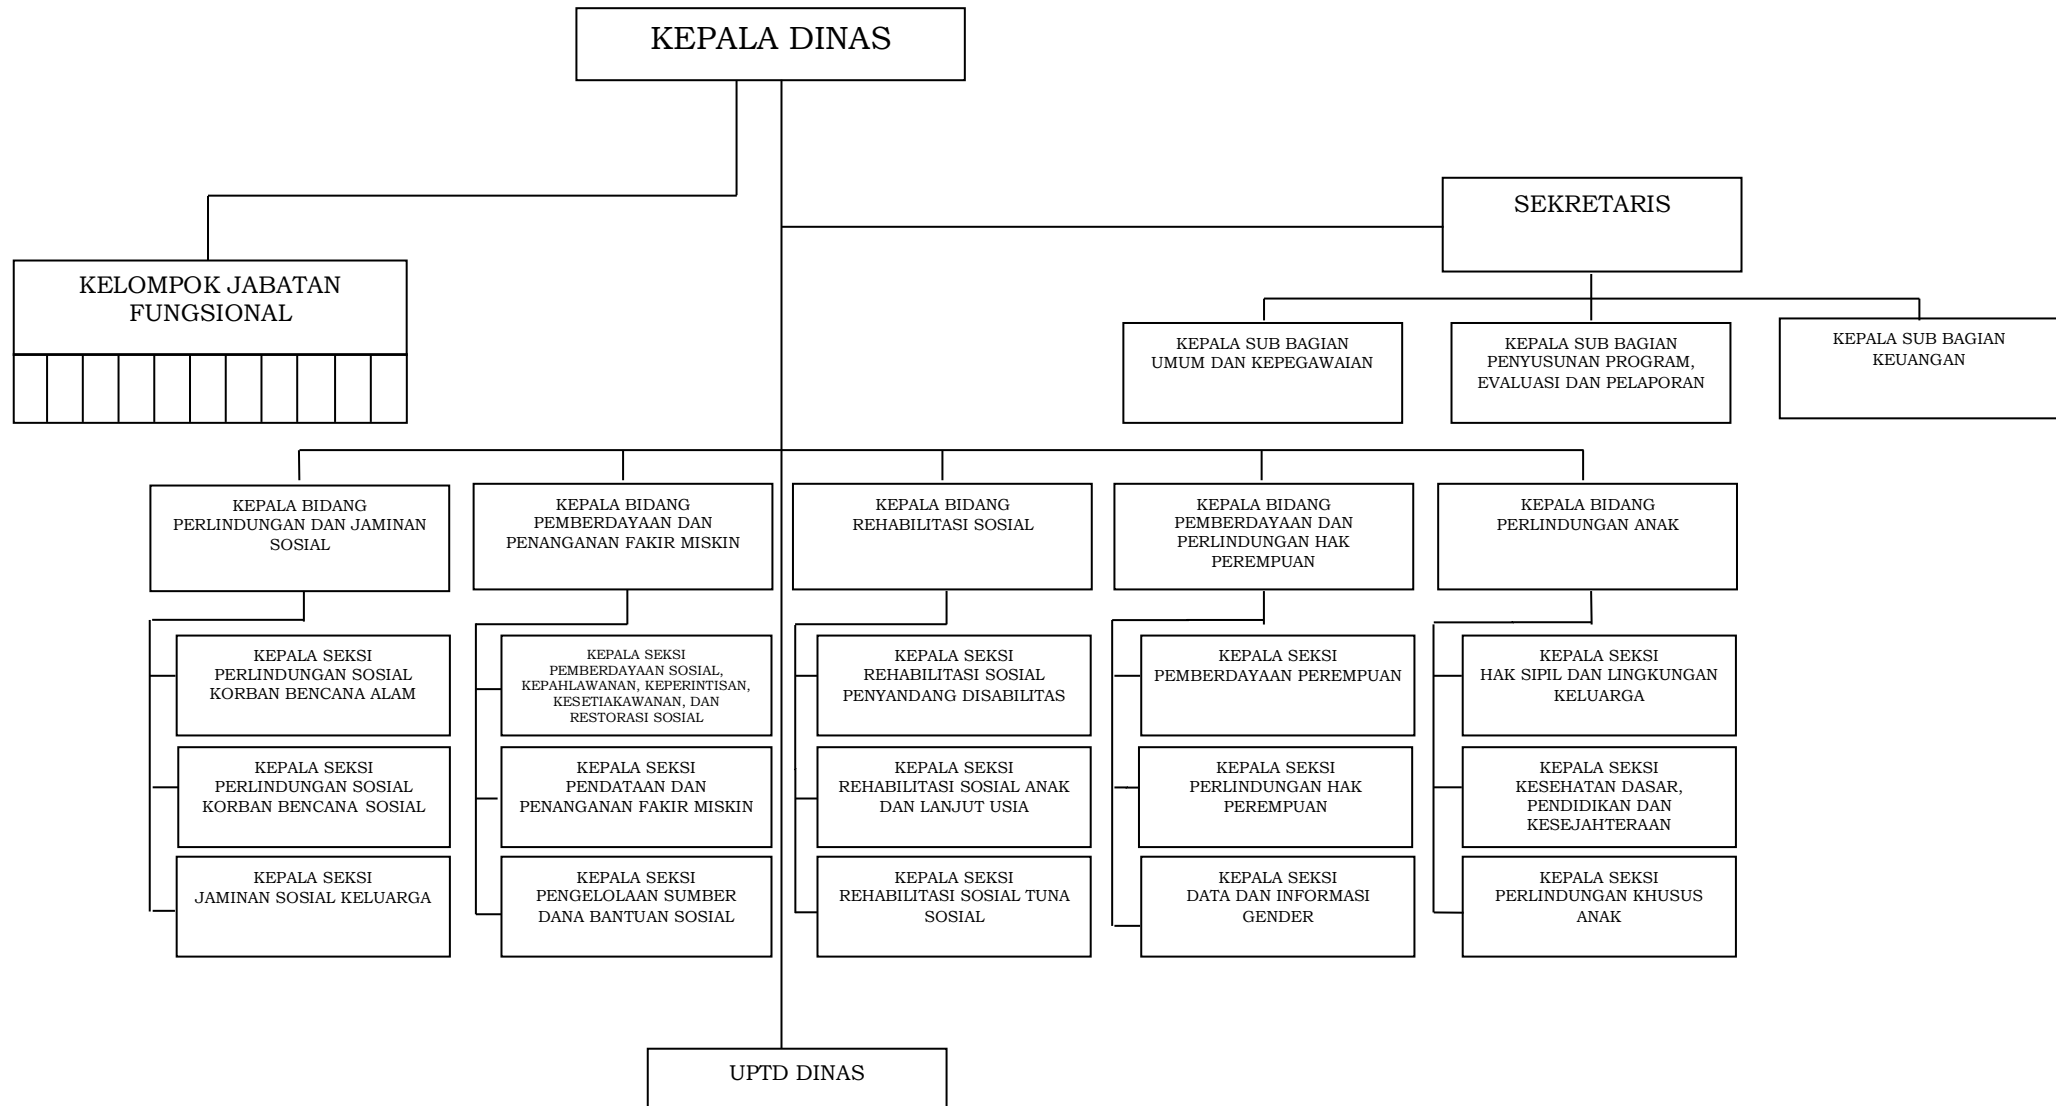 KEPALA DINAS
SEKRETARIS
KELOMPOK JABATAN
FUNGSIONAL
KEPALA SUB BAGIAN
UMUM DAN KEPEGAWAIAN
KEPALA SUB BAGIAN
PENYUSUNAN PROGRAM,
EVALUASI DAN PELAPORAN
KEPALA SUB BAGIAN
KEUANGAN
KEPALA BIDANG
PERLINDUNGAN DAN JAMINAN
SOSIAL
KEPALA BIDANG
PEMBERDAYAAN DAN
PENANGANAN FAKIR MISKIN
KEPALA BIDANG
REHABILITASI SOSIAL
KEPALA BIDANG
PEMBERDAYAAN DAN
PERLINDUNGAN HAK
PEREMPUAN
KEPALA BIDANG
PERLINDUNGAN ANAK
KEPALA SEKSI
PERLINDUNGAN SOSIAL
KORBAN BENCANA ALAM
KEPALA SEKSI
PEMBERDAYAAN SOSIAL,
KEPAHLAWANAN, KEPERINTISAN,
KESETIAKAWANAN, DAN
RESTORASI SOSIAL
KEPALA SEKSI
REHABILITASI SOSIAL
PENYANDANG DISABILITAS
KEPALA SEKSI
PEMBERDAYAAN PEREMPUAN
KEPALA SEKSI
HAK SIPIL DAN LINGKUNGAN
KELUARGA
KEPALA SEKSI
PERLINDUNGAN SOSIAL
KORBAN BENCANA SOSIAL
KEPALA SEKSI
PENDATAAN DAN
PENANGANAN FAKIR MISKIN
KEPALA SEKSI
REHABILITASI SOSIAL ANAK
DAN LANJUT USIA
KEPALA SEKSI
PERLINDUNGAN HAK
PEREMPUAN
KEPALA SEKSI
KESEHATAN DASAR,
PENDIDIKAN DAN
KESEJAHTERAAN
KEPALA SEKSI
JAMINAN SOSIAL KELUARGA
KEPALA SEKSI
PENGELOLAAN SUMBER
DANA BANTUAN SOSIAL
KEPALA SEKSI
REHABILITASI SOSIAL TUNA
SOSIAL
KEPALA SEKSI
DATA DAN INFORMASI
GENDER
KEPALA SEKSI
PERLINDUNGAN KHUSUS
ANAK
UPTD DINAS